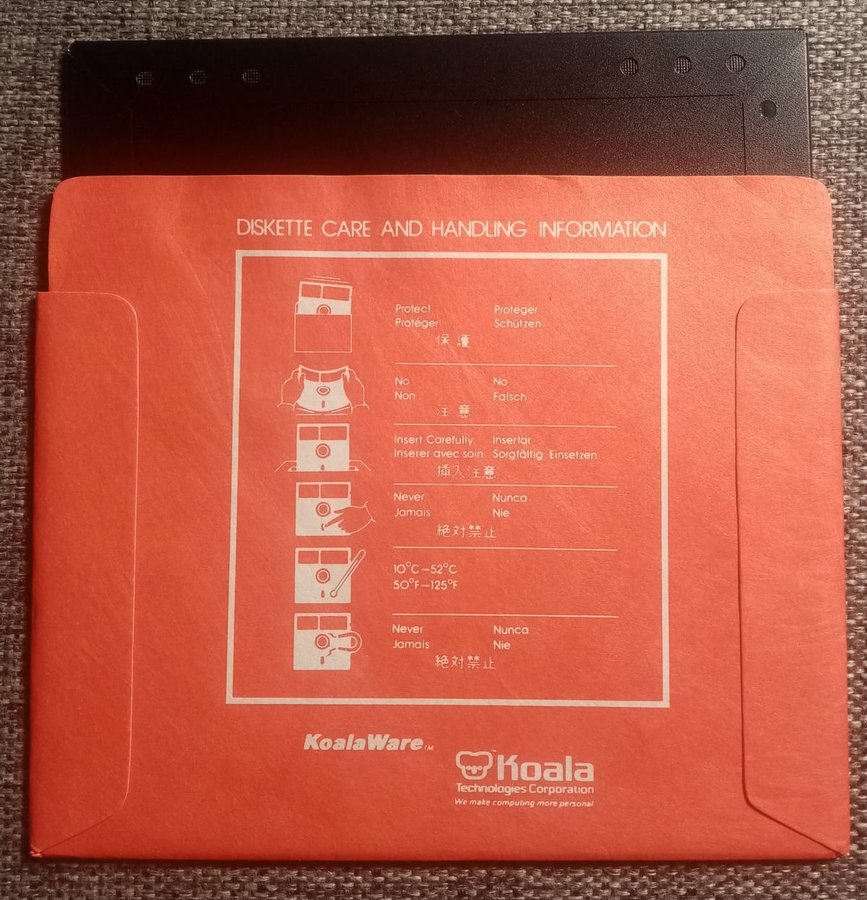 DISKETTE CARE AND HANDLING INFORMATION
Protect Proteger
Protéger Schützen
保護
No No
Non Falsch
注意
Insert Carefully Insertar
Inserer avec soin Sorgfältig Einsetzen
挿入注意
Never Nunca
Jamais Nie
絶対禁止
10°C–52°C
50°F–125°F
Never Nunca
Jamais Nie
絶対禁止
KoalaWare™
™Koala
Technologies Corporation
We make computing more personal